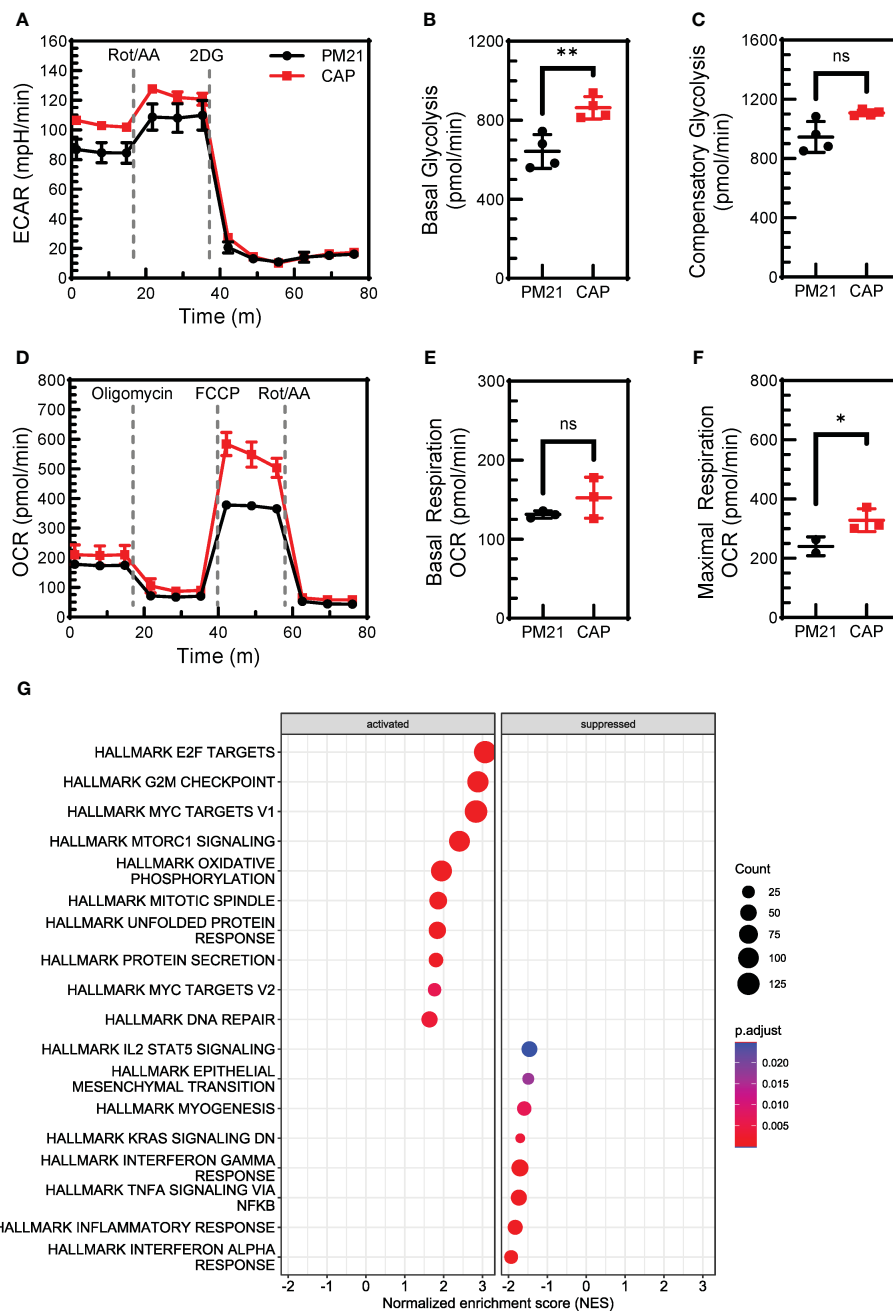 A
ECAR (mpH/min)
160
140
120
100
80
60
40
20
0
Rot/AA
2DG
PM21
CAP
0
20
40
60
80
Time (m)
B
Basal Glycolysis
(pmol/min)
1200
800
400
0
**
PM21
CAP
C
Compensatory Glycolysis
(pmol/min)
1600
1200
800
400
0
ns
PM21
CAP
D
OCR (pmol/min)
800
700
600
500
400
300
200
100
0
Oligomycin
FCCP
Rot/AA
0
20
40
60
80
Time (m)
E
Basal Respiration
OCR (pmol/min)
300
200
100
0
ns
PM21
CAP
F
Maximal Respiration
OCR (pmol/min)
800
600
400
200
0
*
PM21
CAP
G
activated
suppressed
HALLMARK E2F TARGETS
HALLMARK G2M CHECKPOINT
HALLMARK MYC TARGETS V1
HALLMARK MTORC1 SIGNALING
HALLMARK OXIDATIVE
PHOSPHORYLATION
HALLMARK MITOTIC SPINDLE
HALLMARK UNFOLDED PROTEIN
RESPONSE
HALLMARK PROTEIN SECRETION
HALLMARK MYC TARGETS V2
HALLMARK DNA REPAIR
HALLMARK IL2 STAT5 SIGNALING
HALLMARK EPITHELIAL
MESENCHYMAL TRANSITION
HALLMARK MYOGENESIS
HALLMARK KRAS SIGNALING DN
HALLMARK INTERFERON GAMMA
RESPONSE
HALLMARK TNFA SIGNALING VIA
NFKB
HALLMARK INFLAMMATORY RESPONSE
HALLMARK INTERFERON ALPHA
RESPONSE
-2 -1 0 1 2 3
-2 -1 0 1 2 3
Normalized enrichment score (NES)
Count
25
50
75
100
125
p.adjust
0.020
0.015
0.010
0.005